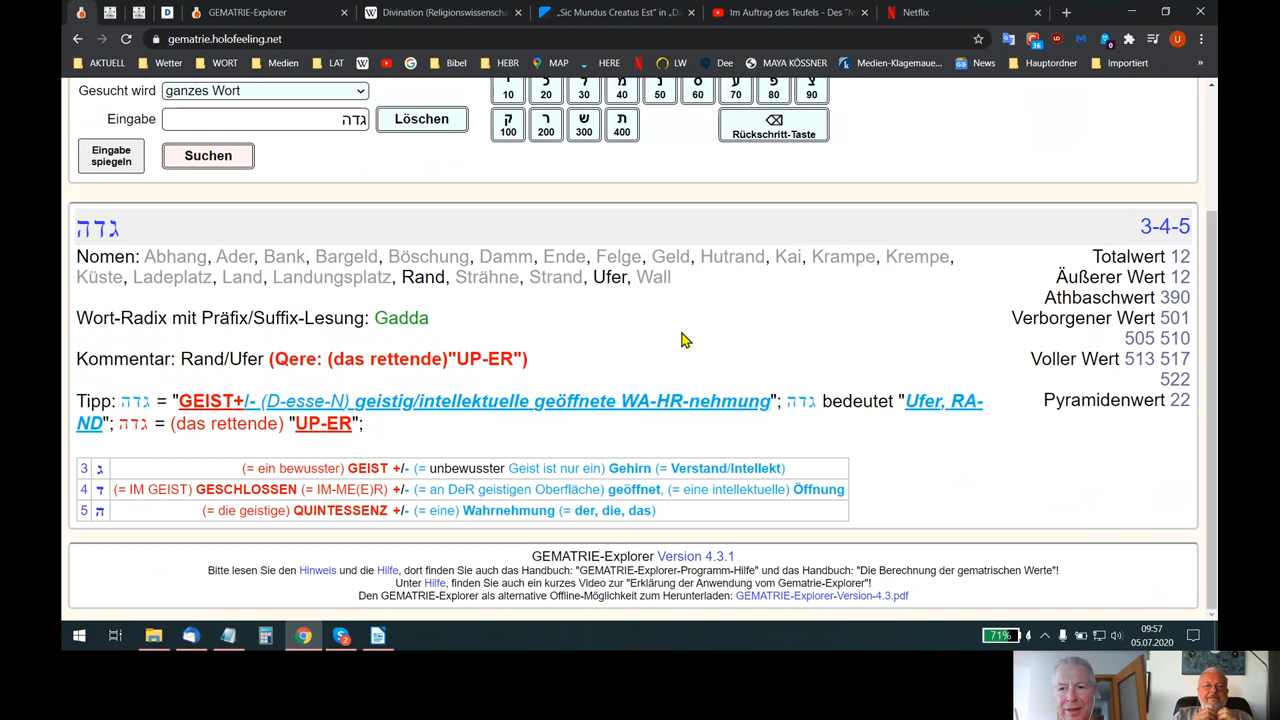 GEMATRIE-Explorer
Divination (Religionswissenscha
„Sic Mundus Creatus Est" in „De
Im Auftrag des Teufels - Des "M
Netflix
gematrie.holofeeling.net
AKTUELL Wetter WORT Medien LAT Bibel HEBR MAP HERE LW Dee MAYA KÖSSNER Medien-Klagemaue... News Hauptordner Importiert »
Gesucht wird ganzes Wort
Eingabe גדה Löschen
Eingabe spiegeln
Suchen
י כ ל מ נ ס ע פ צ
10 20 30 40 50 60 70 80 90
ק ר ש ת
100 200 300 400
Rückschritt-Taste
גדה 3-4-5
Nomen: Abhang, Ader, Bank, Bargeld, Böschung, Damm, Ende, Felge, Geld, Hutrand, Kai, Krampe, Krempe,
Küste, Ladeplatz, Land, Landungsplatz, Rand, Strähne, Strand, Ufer, Wall
Totalwert 12
Äußerer Wert 12
Athbaschwert 390
Verborgener Wert 501
505 510
Voller Wert 513 517
522
Pyramidenwert 22
Wort-Radix mit Präfix/Suffix-Lesung: Gadda
Kommentar: Rand/Ufer (Qere: (das rettende)"UP-ER")
Tipp: גדה = "GEIST+/- (D-esse-N) geistig/intellektuelle geöffnete WA-HR-nehmung"; גדה bedeutet "Ufer, RA-
ND"; גדה = (das rettende) "UP-ER";
3 ג (= ein bewusster) GEIST +/- (= unbewusster Geist ist nur ein) Gehirn (= Verstand/Intellekt)
4 ד (= IM GEIST) GESCHLOSSEN (= IM-ME(E)R) +/- (= an DeR geistigen Oberfläche) geöffnet, (= eine intellektuelle) Öffnung
5 ה (= die geistige) QUINTESSENZ +/- (= eine) Wahrnehmung (= der, die, das)
GEMATRIE-Explorer Version 4.3.1
Bitte lesen Sie den Hinweis und die Hilfe, dort finden Sie auch das Handbuch: "GEMATRIE-Explorer-Programm-Hilfe" und das Handbuch: "Die Berechnung der gematrischen Werte"!
Unter Hilfe, finden Sie auch ein kurzes Video zur "Erklärung der Anwendung vom Gematrie-Explorer"!
Den GEMATRIE-Explorer als alternative Offline-Möglichkeit zum Herunterladen: GEMATRIE-Explorer-Version-4.3.pdf
71%
09:57
05.07.2020